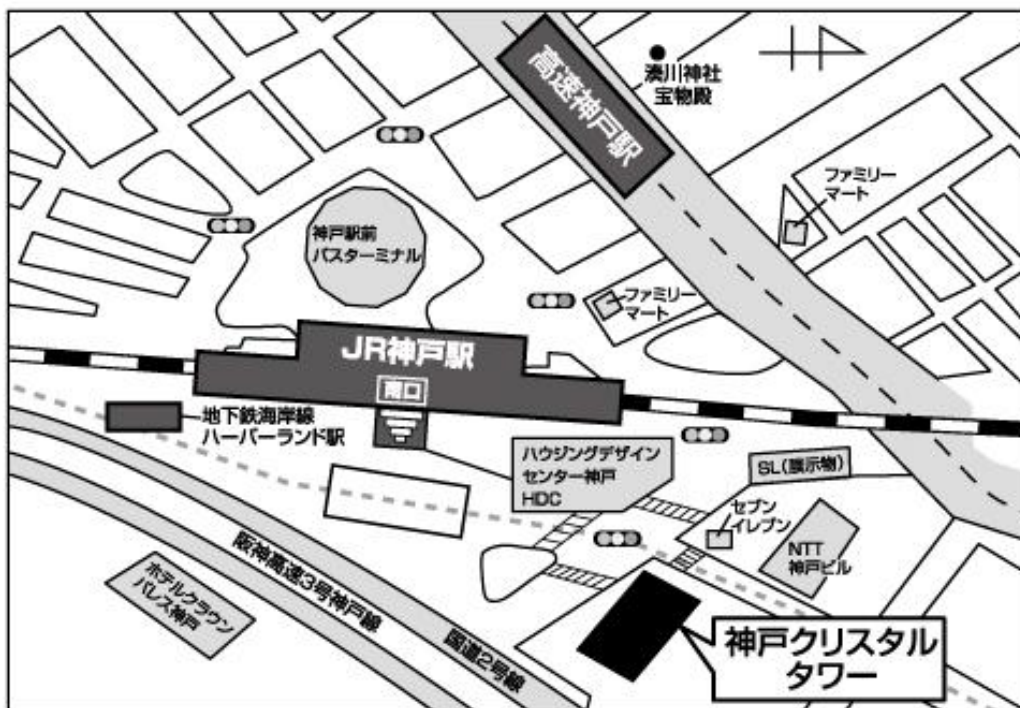 高速神戸駅
湊川神社
宝物殿
ファミリー
マート
神戸駅前
バスターミナル
ファミリー
マート
JR神戸駅
南口
地下鉄海岸線
ハーバーランド駅
ハウジングデザイン
センター神戸
HDC
SL(展示物)
セブン
イレブン
NTT
神戸ビル
阪神高速3号神戸線
国道2号線
ホテルクラウン
パレス神戸
神戸クリスタル
タワー